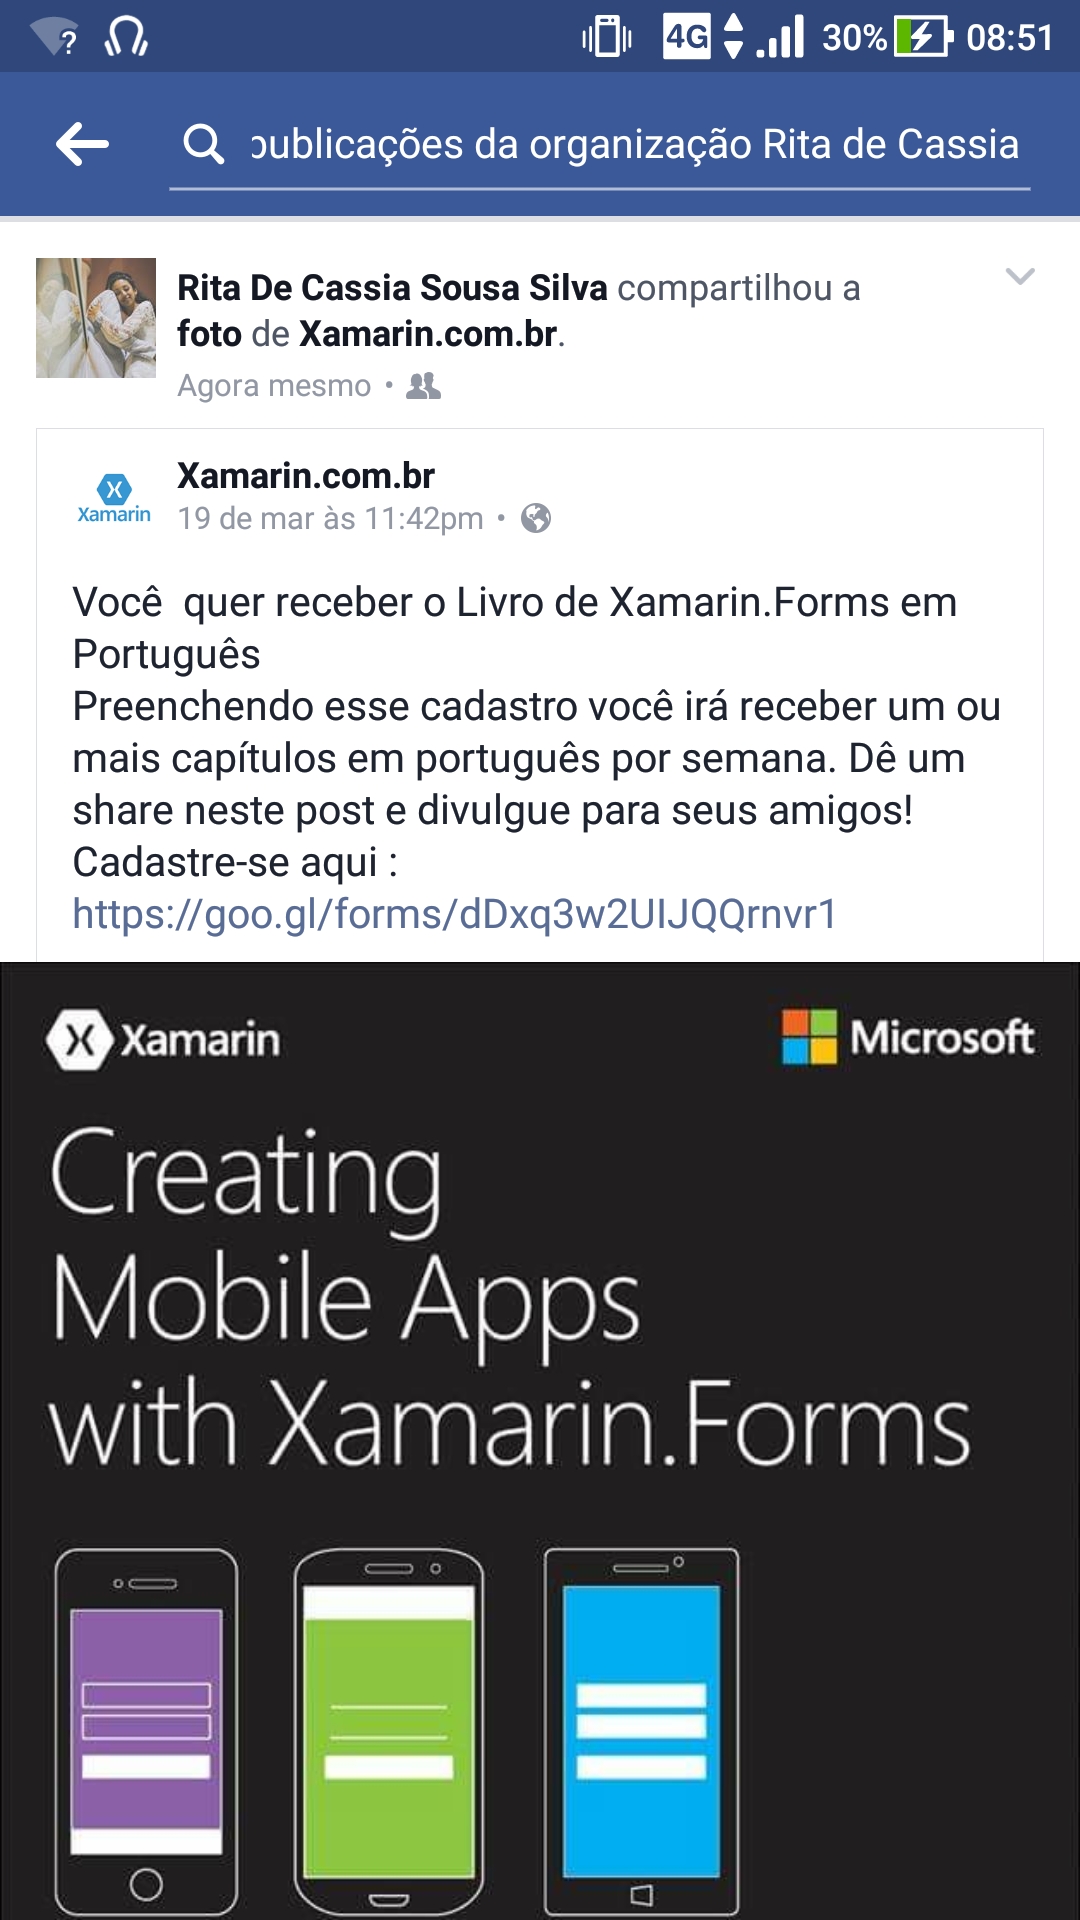 4G 30% 08:51
publicações da organização Rita de Cassia
Rita De Cassia Sousa Silva compartilhou a
foto de Xamarin.com.br.
Agora mesmo •
Xamarin
Xamarin.com.br
19 de mar às 11:42pm •
Você  quer receber o Livro de Xamarin.Forms em
Português
Preenchendo esse cadastro você irá receber um ou
mais capítulos em português por semana. Dê um
share neste post e divulgue para seus amigos!
Cadastre-se aqui :
https://goo.gl/forms/dDxq3w2UIJQQrnvr1
Xamarin Microsoft
Creating
Mobile Apps
with Xamarin.Forms